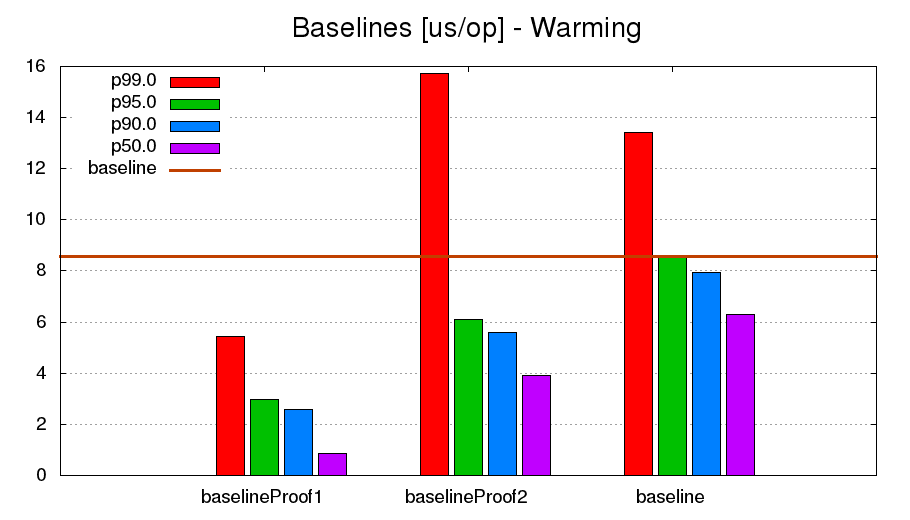 Baselines [us/op] - Warming
16
14
12
10
8
6
4
2
0
p99.0
p95.0
p90.0
p50.0
baseline
baselineProof1
baselineProof2
baseline